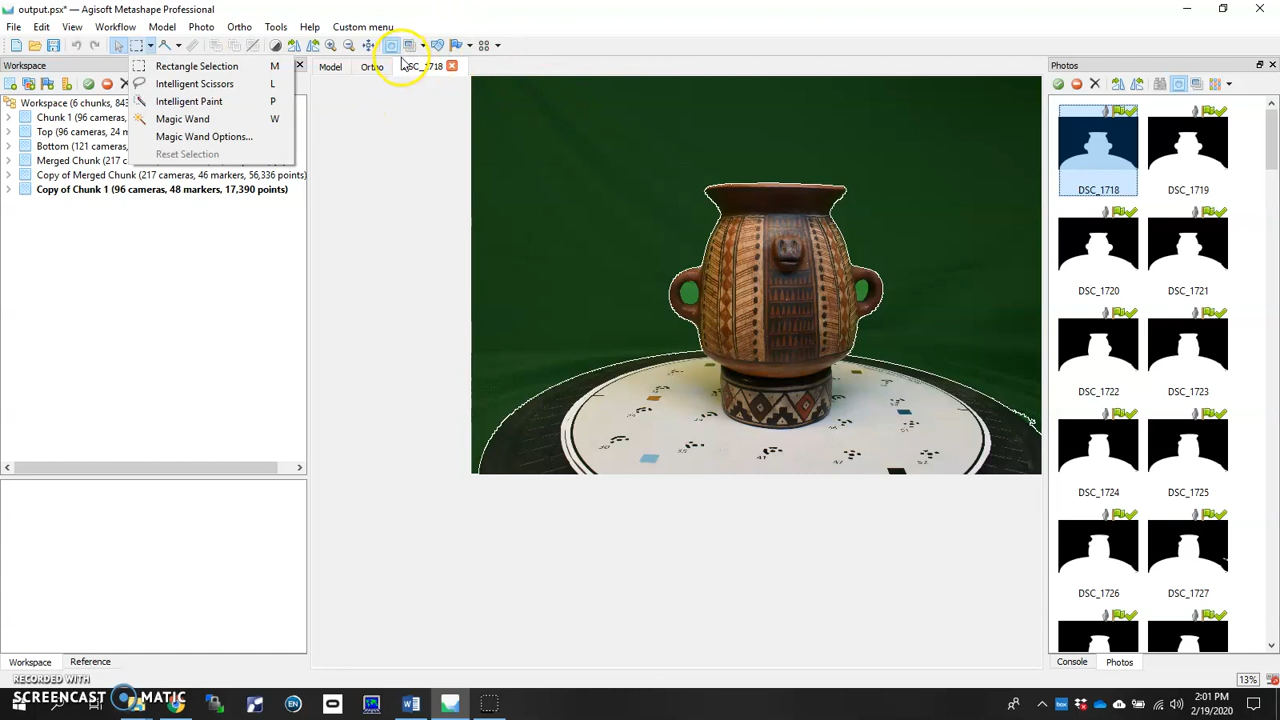 output.psx* — Agisoft Metashape Professional
File Edit View Workflow Model Photo Ortho Tools Help Custom menu
Workspace
Model Ortho DSC_1718
Photos
Rectangle Selection M
Intelligent Scissors L
Intelligent Paint P
Magic Wand W
Magic Wand Options...
Reset Selection
Workspace (6 chunks, 843
Chunk 1 (96 cameras,
Top (96 cameras, 24 m
Bottom (121 cameras,
Merged Chunk (217 c
Copy of Merged Chunk (217 cameras, 46 markers, 56,336 points)
Copy of Chunk 1 (96 cameras, 48 markers, 17,390 points)
DSC_1718 DSC_1719
DSC_1720 DSC_1721
DSC_1722 DSC_1723
DSC_1724 DSC_1725
DSC_1726 DSC_1727
Workspace Reference
Console Photos
13%
RECORDED WITH
SCREENCAST MATIC
2:01 PM
2/19/2020